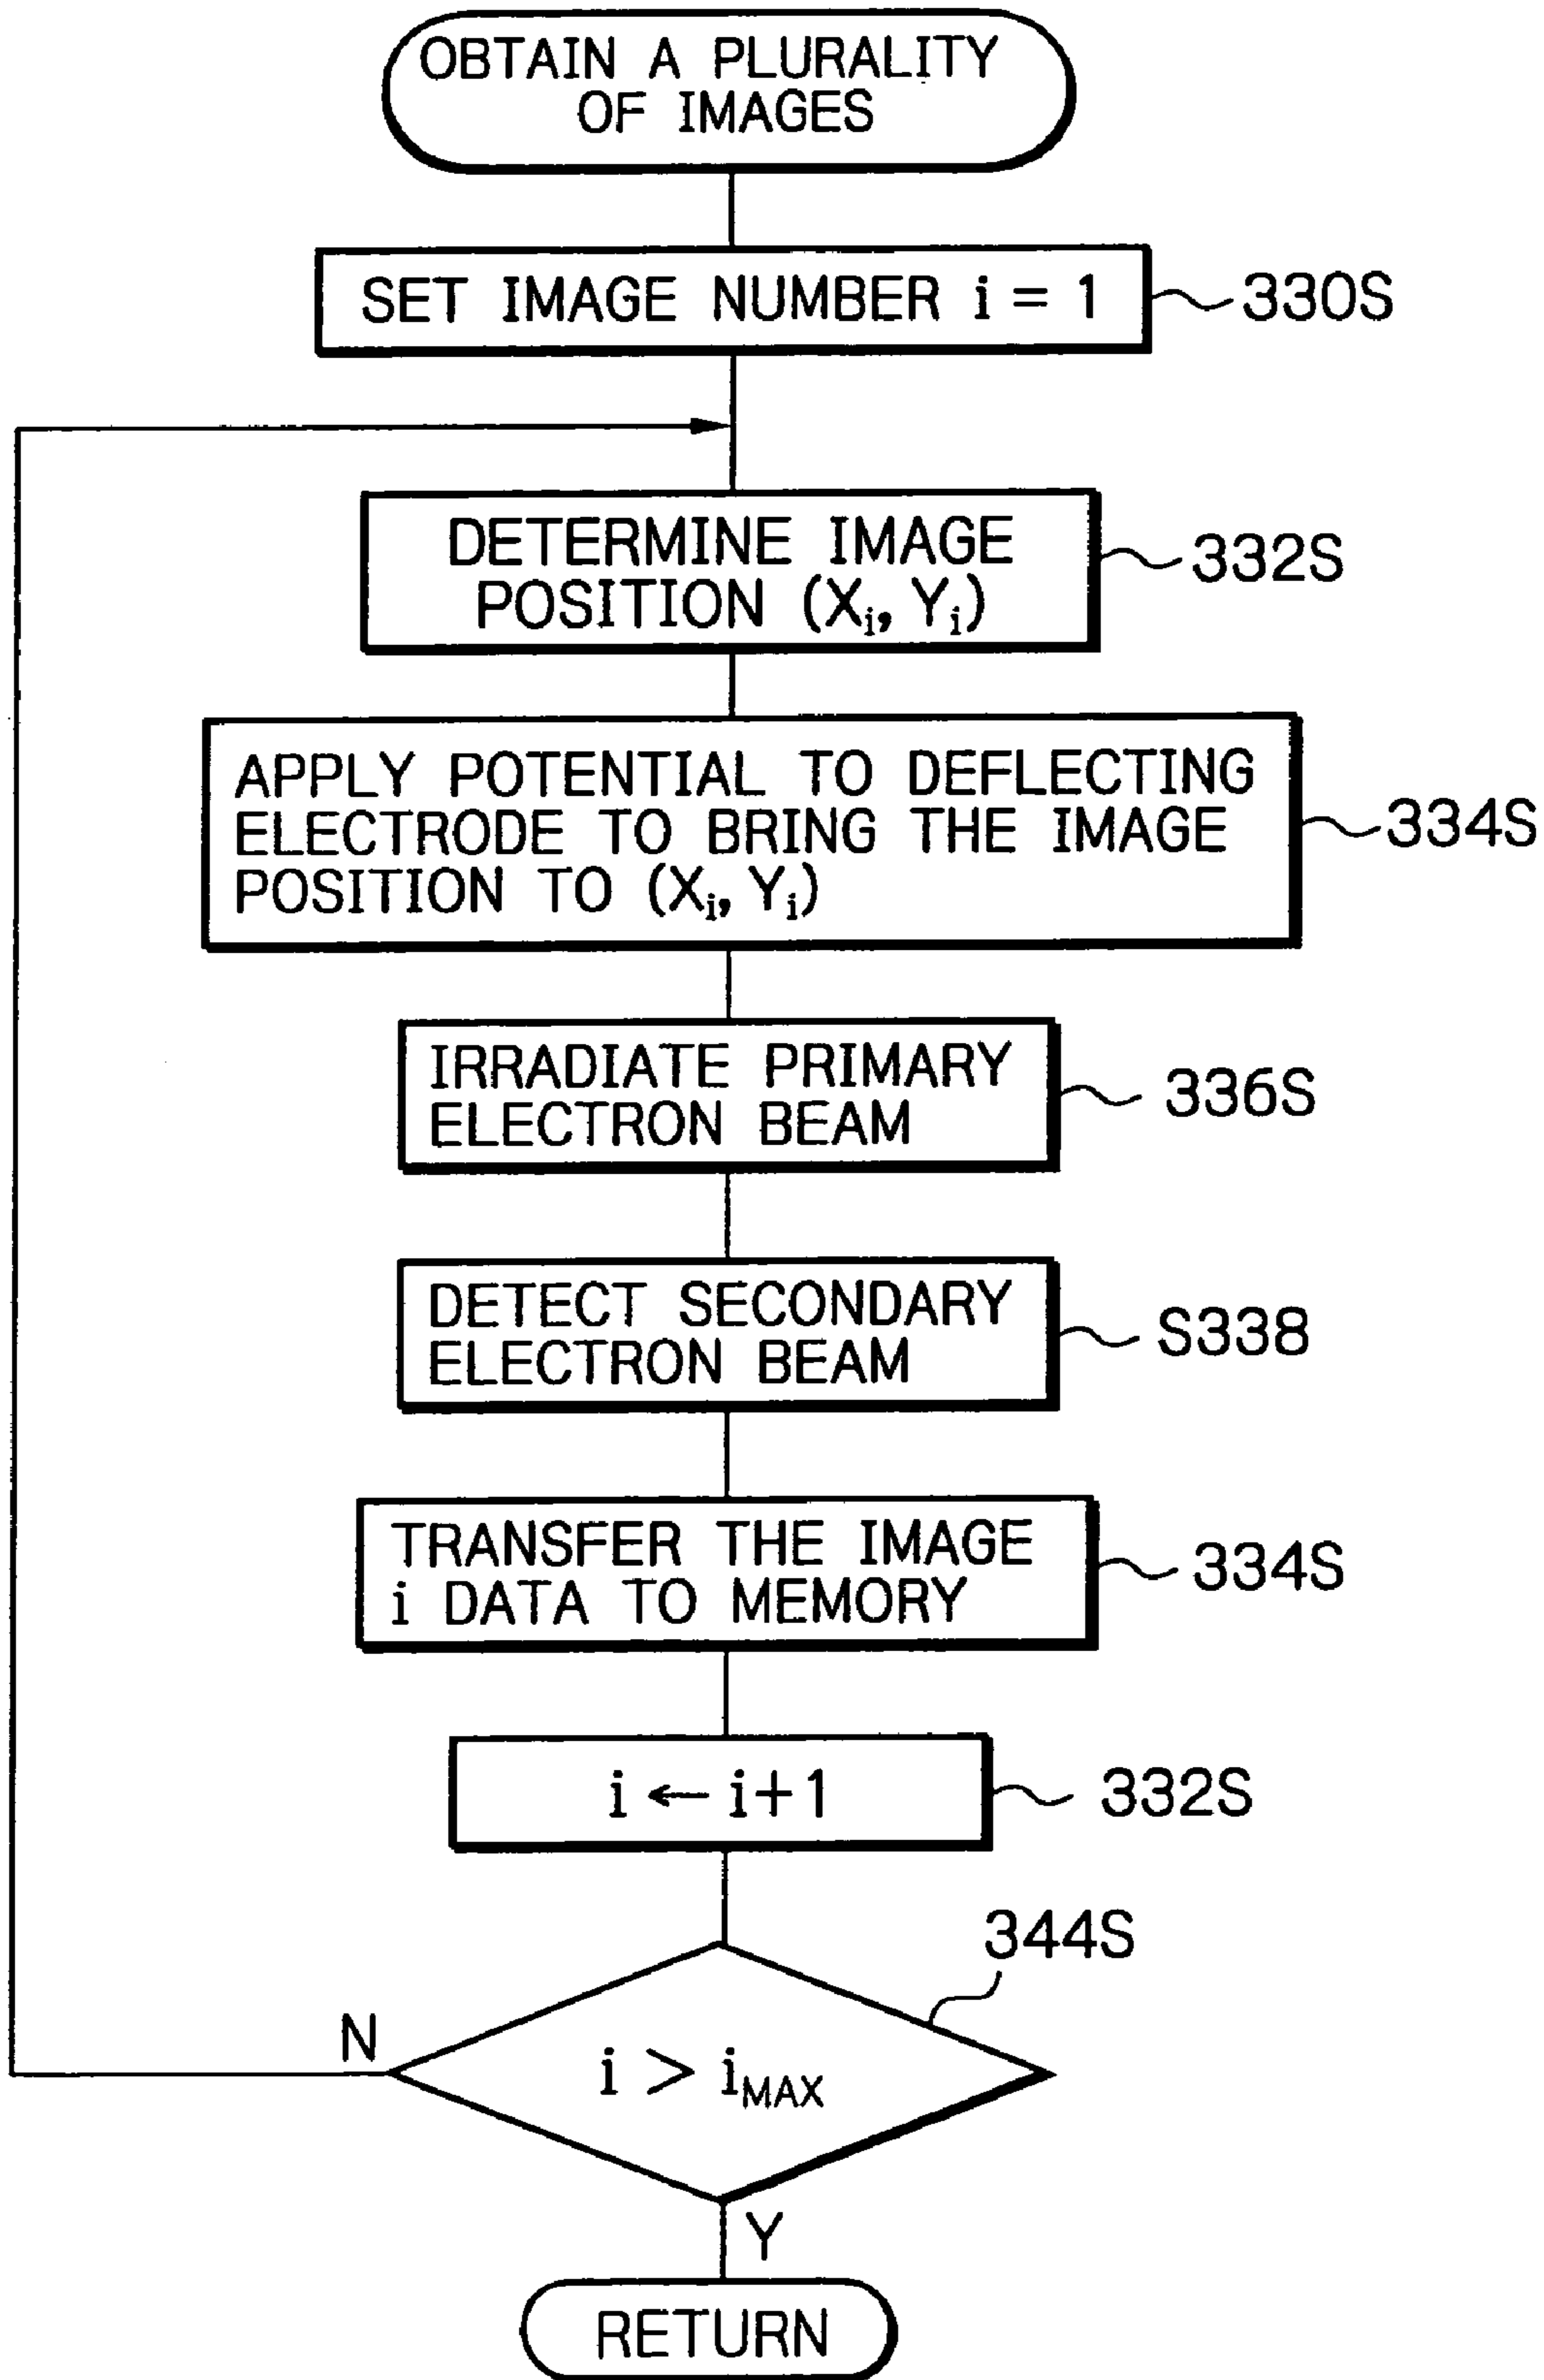 OBTAIN A PLURALITY
OF IMAGES
SET IMAGE NUMBER i = 1
330S
DETERMINE IMAGE
POSITION (Xi, Yi)
332S
APPLY POTENTIAL TO DEFLECTING
ELECTRODE TO BRING THE IMAGE
POSITION TO (Xi, Yi)
334S
IRRADIATE PRIMARY
ELECTRON BEAM
336S
DETECT SECONDARY
ELECTRON BEAM
S338
TRANSFER THE IMAGE
i DATA TO MEMORY
334S
i ← i+1
332S
344S
N
i > iMAX
Y
RETURN